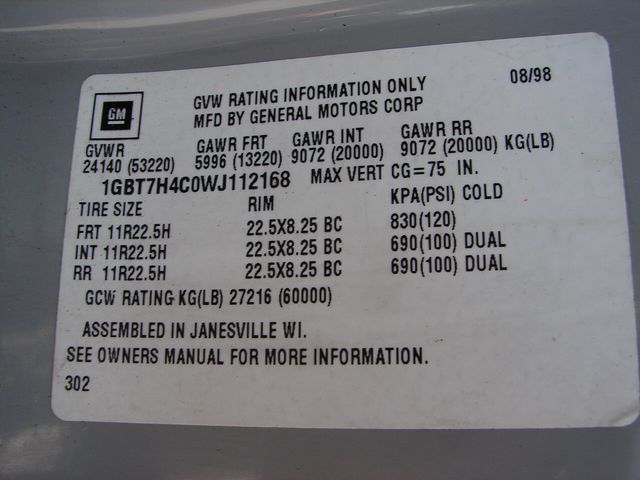 GM
GVW RATING INFORMATION ONLY 08/98
MFD BY GENERAL MOTORS CORP
GVWR GAWR FRT GAWR INT GAWR RR
24140 (53220) 5996 (13220) 9072 (20000) 9072 (20000) KG(LB)
1GBT7H4C0WJ112168 MAX VERT CG=75 IN.
TIRE SIZE RIM KPA(PSI) COLD
FRT 11R22.5H 22.5X8.25 BC 830(120)
INT 11R22.5H 22.5X8.25 BC 690(100) DUAL
RR 11R22.5H 22.5X8.25 BC 690(100) DUAL
GCW RATING KG(LB) 27216 (60000)
ASSEMBLED IN JANESVILLE WI.
SEE OWNERS MANUAL FOR MORE INFORMATION.
302